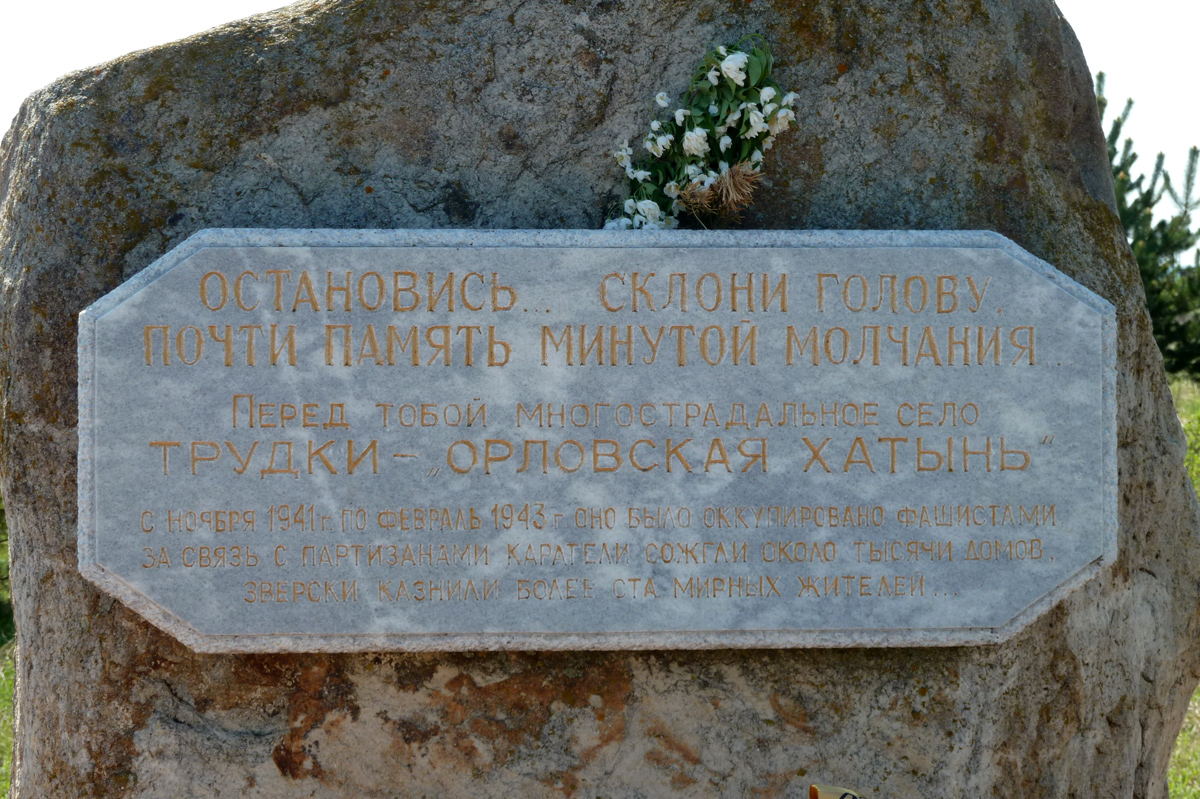 ОСТАНОВИСЬ... СКЛОНИ ГОЛОВУ,
ПОЧТИ ПАМЯТЬ МИНУТОЙ МОЛЧАНИЯ...
ПЕРЕД ТОБОЙ МНОГОСТРАДАЛЬНОЕ СЕЛО
ТРУДКИ – „ОРЛОВСКАЯ ХАТЫНЬ“
С НОЯБРЯ 1941 г. ПО ФЕВРАЛЬ 1943 г. ОНО БЫЛО ОККУПИРОВАНО ФАШИСТАМИ
ЗА СВЯЗЬ С ПАРТИЗАНАМИ КАРАТЕЛИ СОЖГЛИ ОКОЛО ТЫСЯЧИ ДОМОВ,
ЗВЕРСКИ КАЗНИЛИ БОЛЕЕ СТА МИРНЫХ ЖИТЕЛЕЙ...